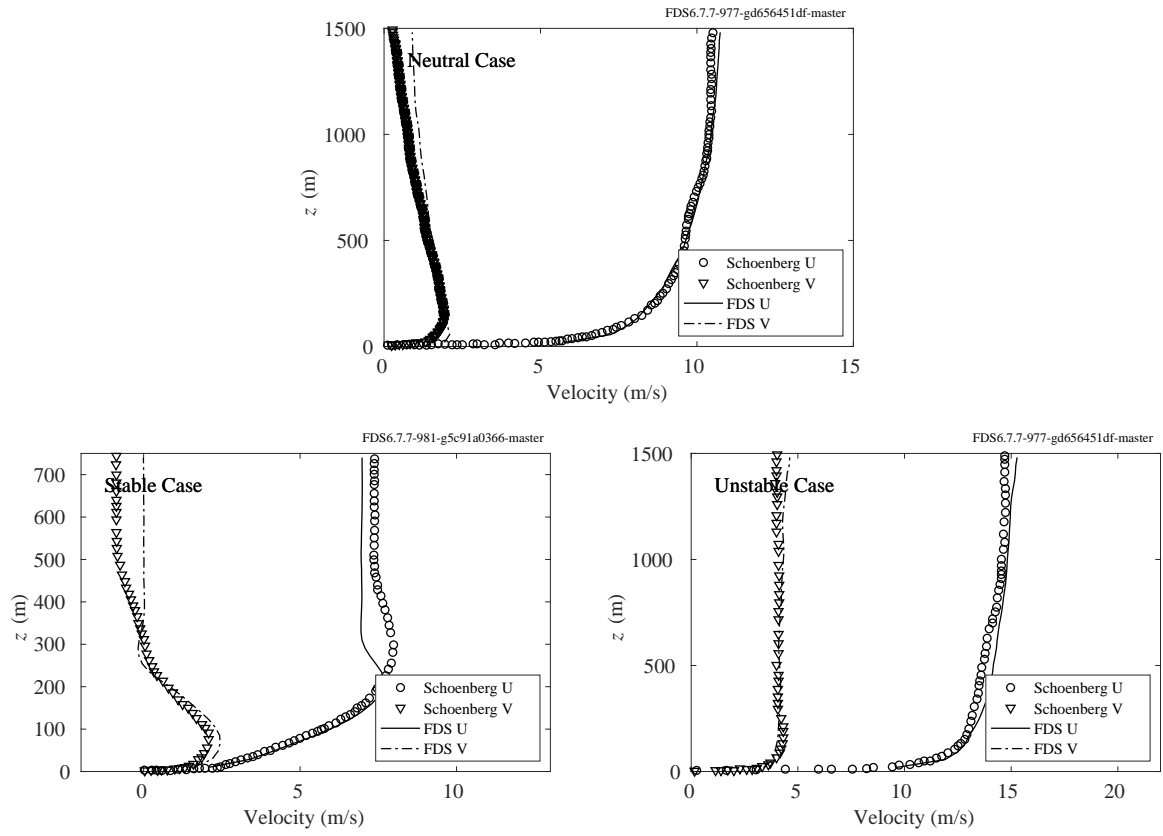 FDS6.7.7-977-gd656451df-master
1500
Neutral Case
1000
z (m)
500
Schoenberg U
Schoenberg V
FDS U
FDS V
0
0 5 10 15
Velocity (m/s)
FDS6.7.7-981-g5c91a0366-master
700
Stable Case
600
500
400
z (m)
300
200
Schoenberg U
Schoenberg V
100
FDS U
FDS V
0
0 5 10
Velocity (m/s)
FDS6.7.7-977-gd656451df-master
1500
Unstable Case
1000
z (m)
500
Schoenberg U
Schoenberg V
FDS U
FDS V
0
0 5 10 15 20
Velocity (m/s)